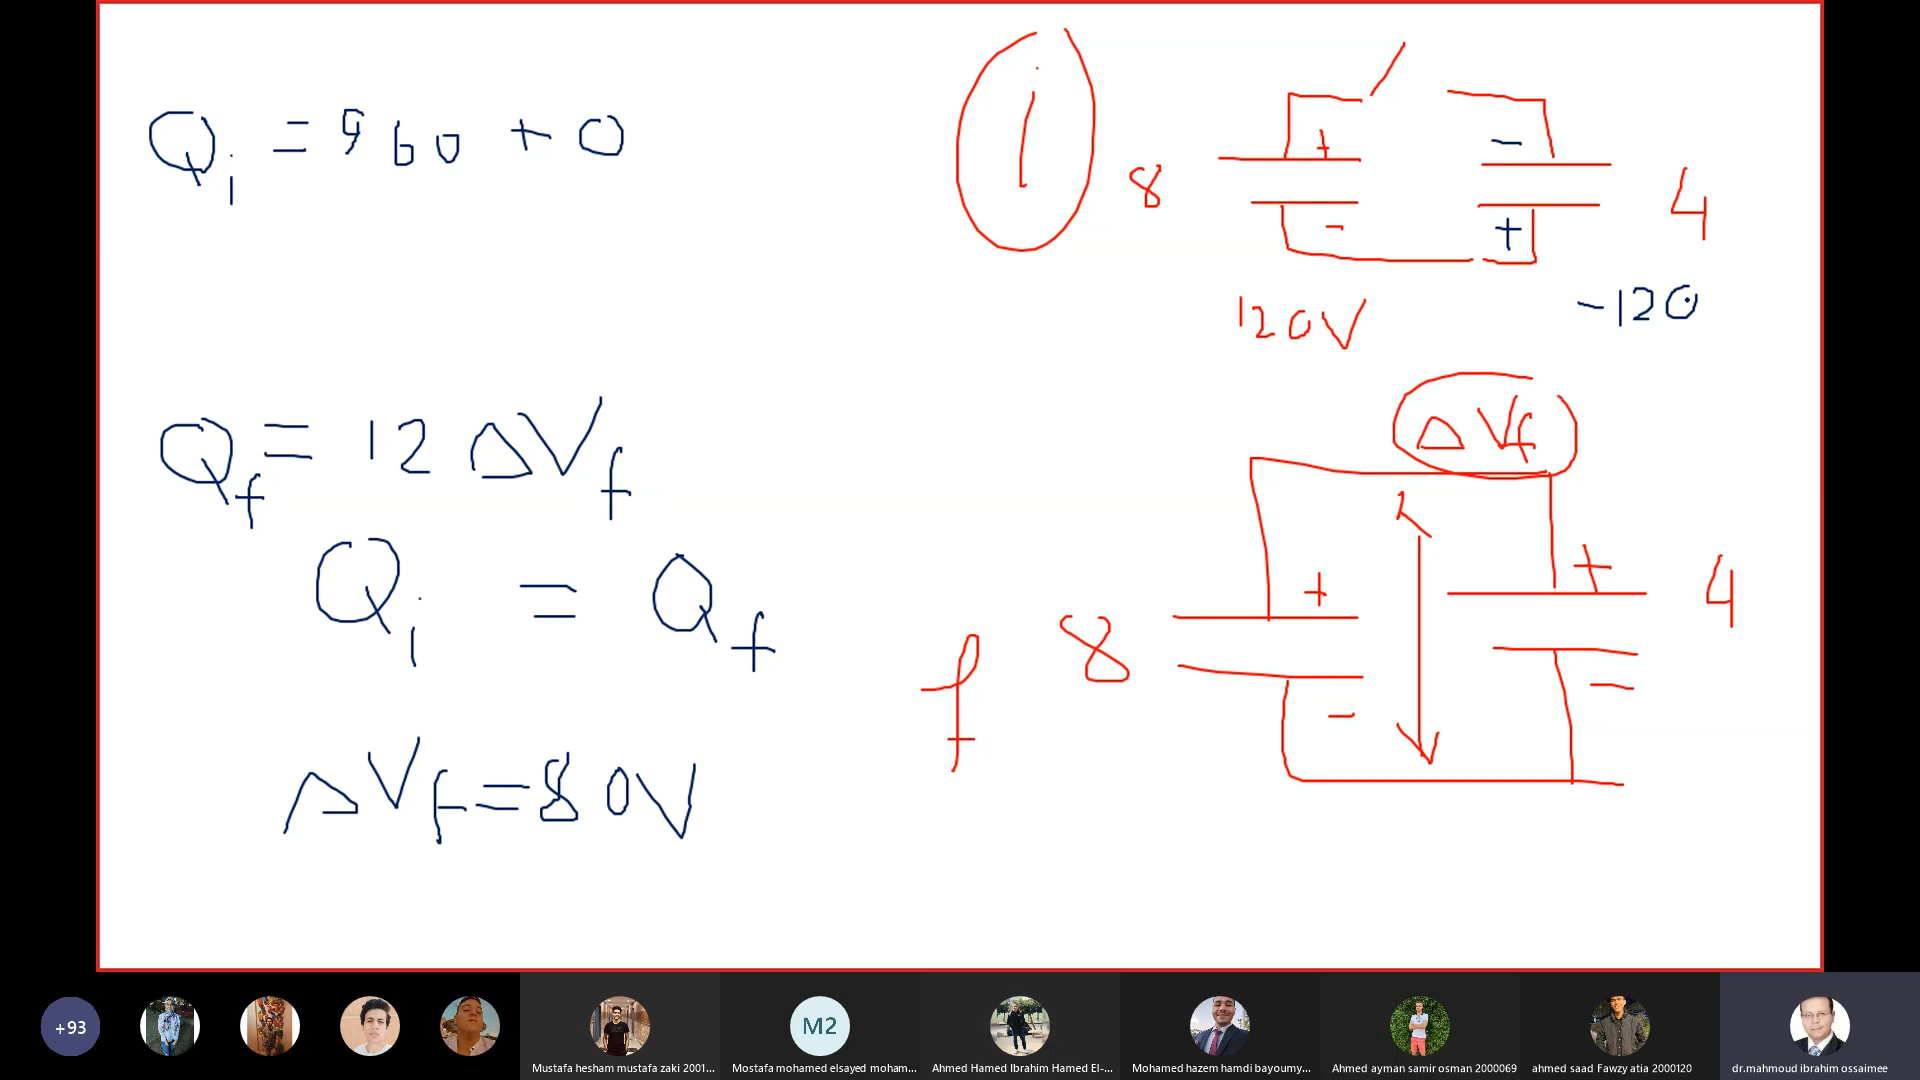 Qi = 960 + 0
Qf = 12 ΔVf
Qi = Qf
ΔVf = 80V
i
8
+
-
-
+
4
120V
-120
ΔVf
f
8
+
-
+
-
4
+93
M2
Mustafa hesham mustafa zaki 2001...
Mostafa mohamed elsayed moham...
Ahmed Hamed Ibrahim Hamed El-...
Mohamed hazem hamdi bayoumy...
Ahmed ayman samir osman 2000069
ahmed saad Fawzy atia 2000120
dr.mahmoud ibrahim ossaimee